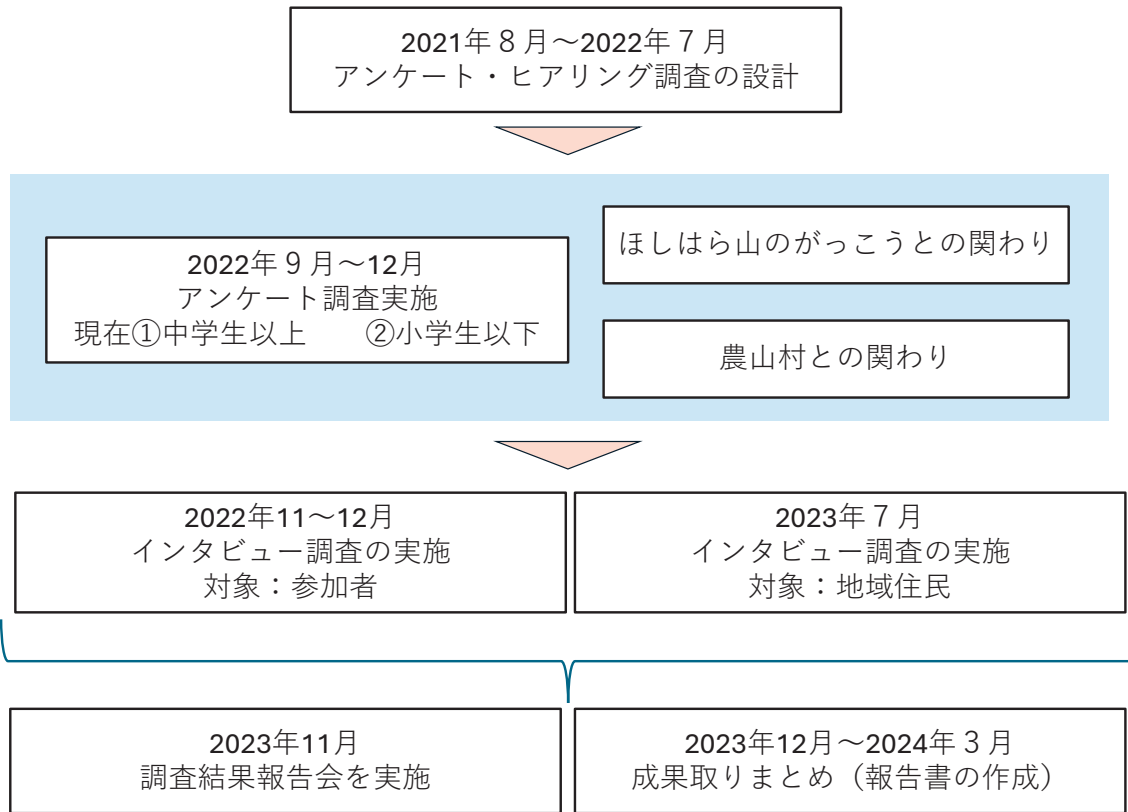 2021年８月～2022年７月
アンケート・ヒアリング調査の設計
2022年９月～12月
アンケート調査実施
現在①中学生以上　　②小学生以下
ほしはら山のがっこうとの関わり
農山村との関わり
2022年11～12月
インタビュー調査の実施
対象：参加者
2023年７月
インタビュー調査の実施
対象：地域住民
2023年11月
調査結果報告会を実施
2023年12月～2024年３月
成果取りまとめ（報告書の作成）